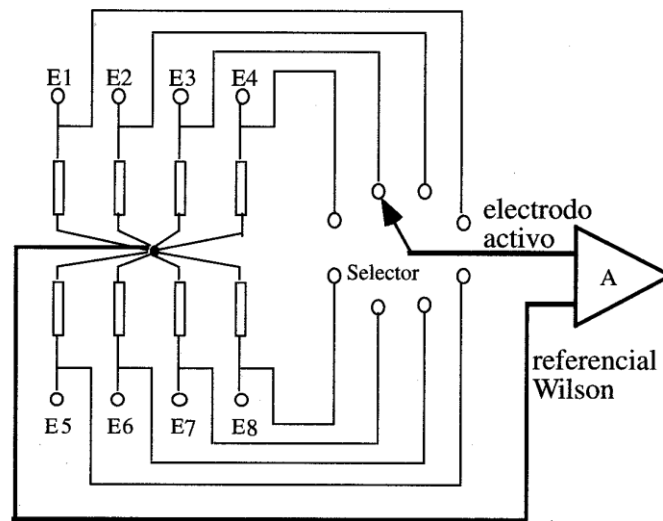 E1 E2 E3 E4
electrodo
activo
Selector
A
referencial
Wilson
E5 E6 E7 E8